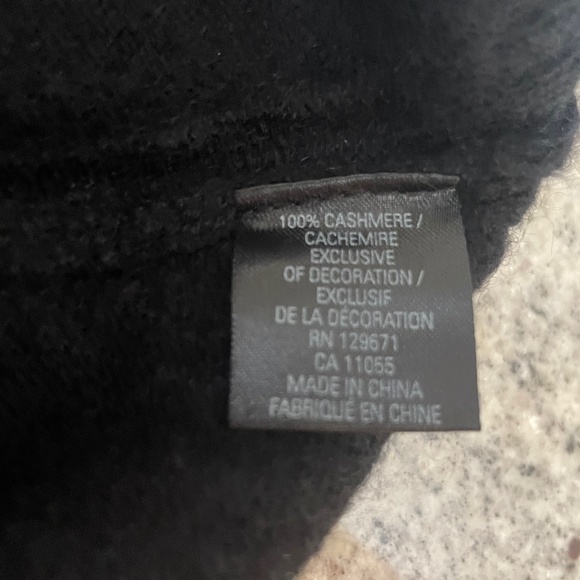 100% CASHMERE /
CACHEMIRE
EXCLUSIVE
OF DECORATION /
EXCLUSIF
DE LA DÉCORATION
RN 129671
CA 11055
MADE IN CHINA
FABRIQUÉ EN CHINE